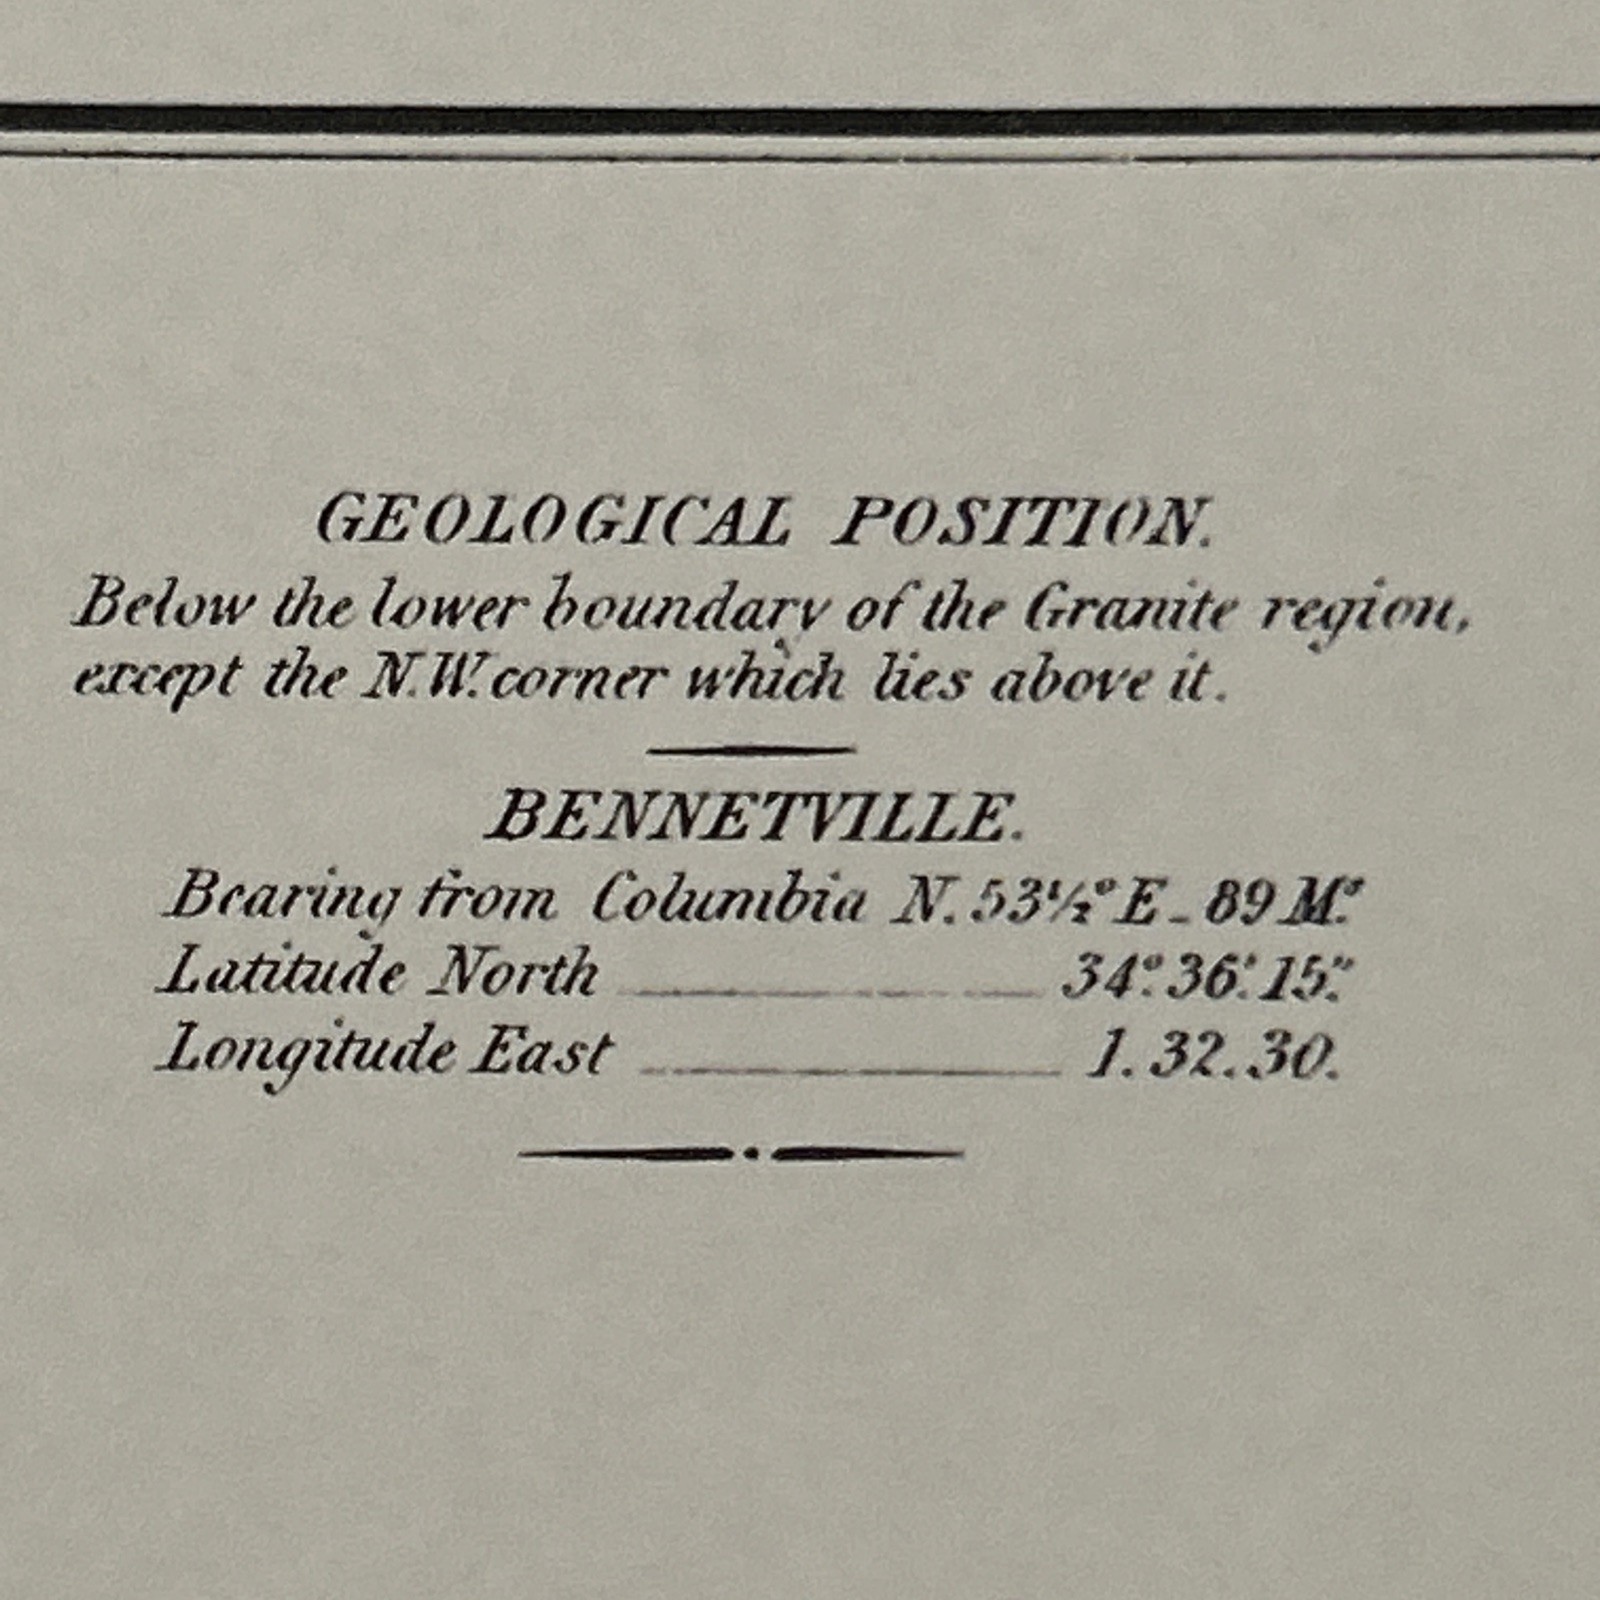 GEOLOGICAL POSITION.
Below the lower boundary of the Granite region,
except the N.W. corner which lies above it.
BENNETVILLE.
Bearing from Columbia N. 53½° E _ 89 Mˢ.
Latitude North 34°. 36'. 15".
Longitude East 1. 32. 30.